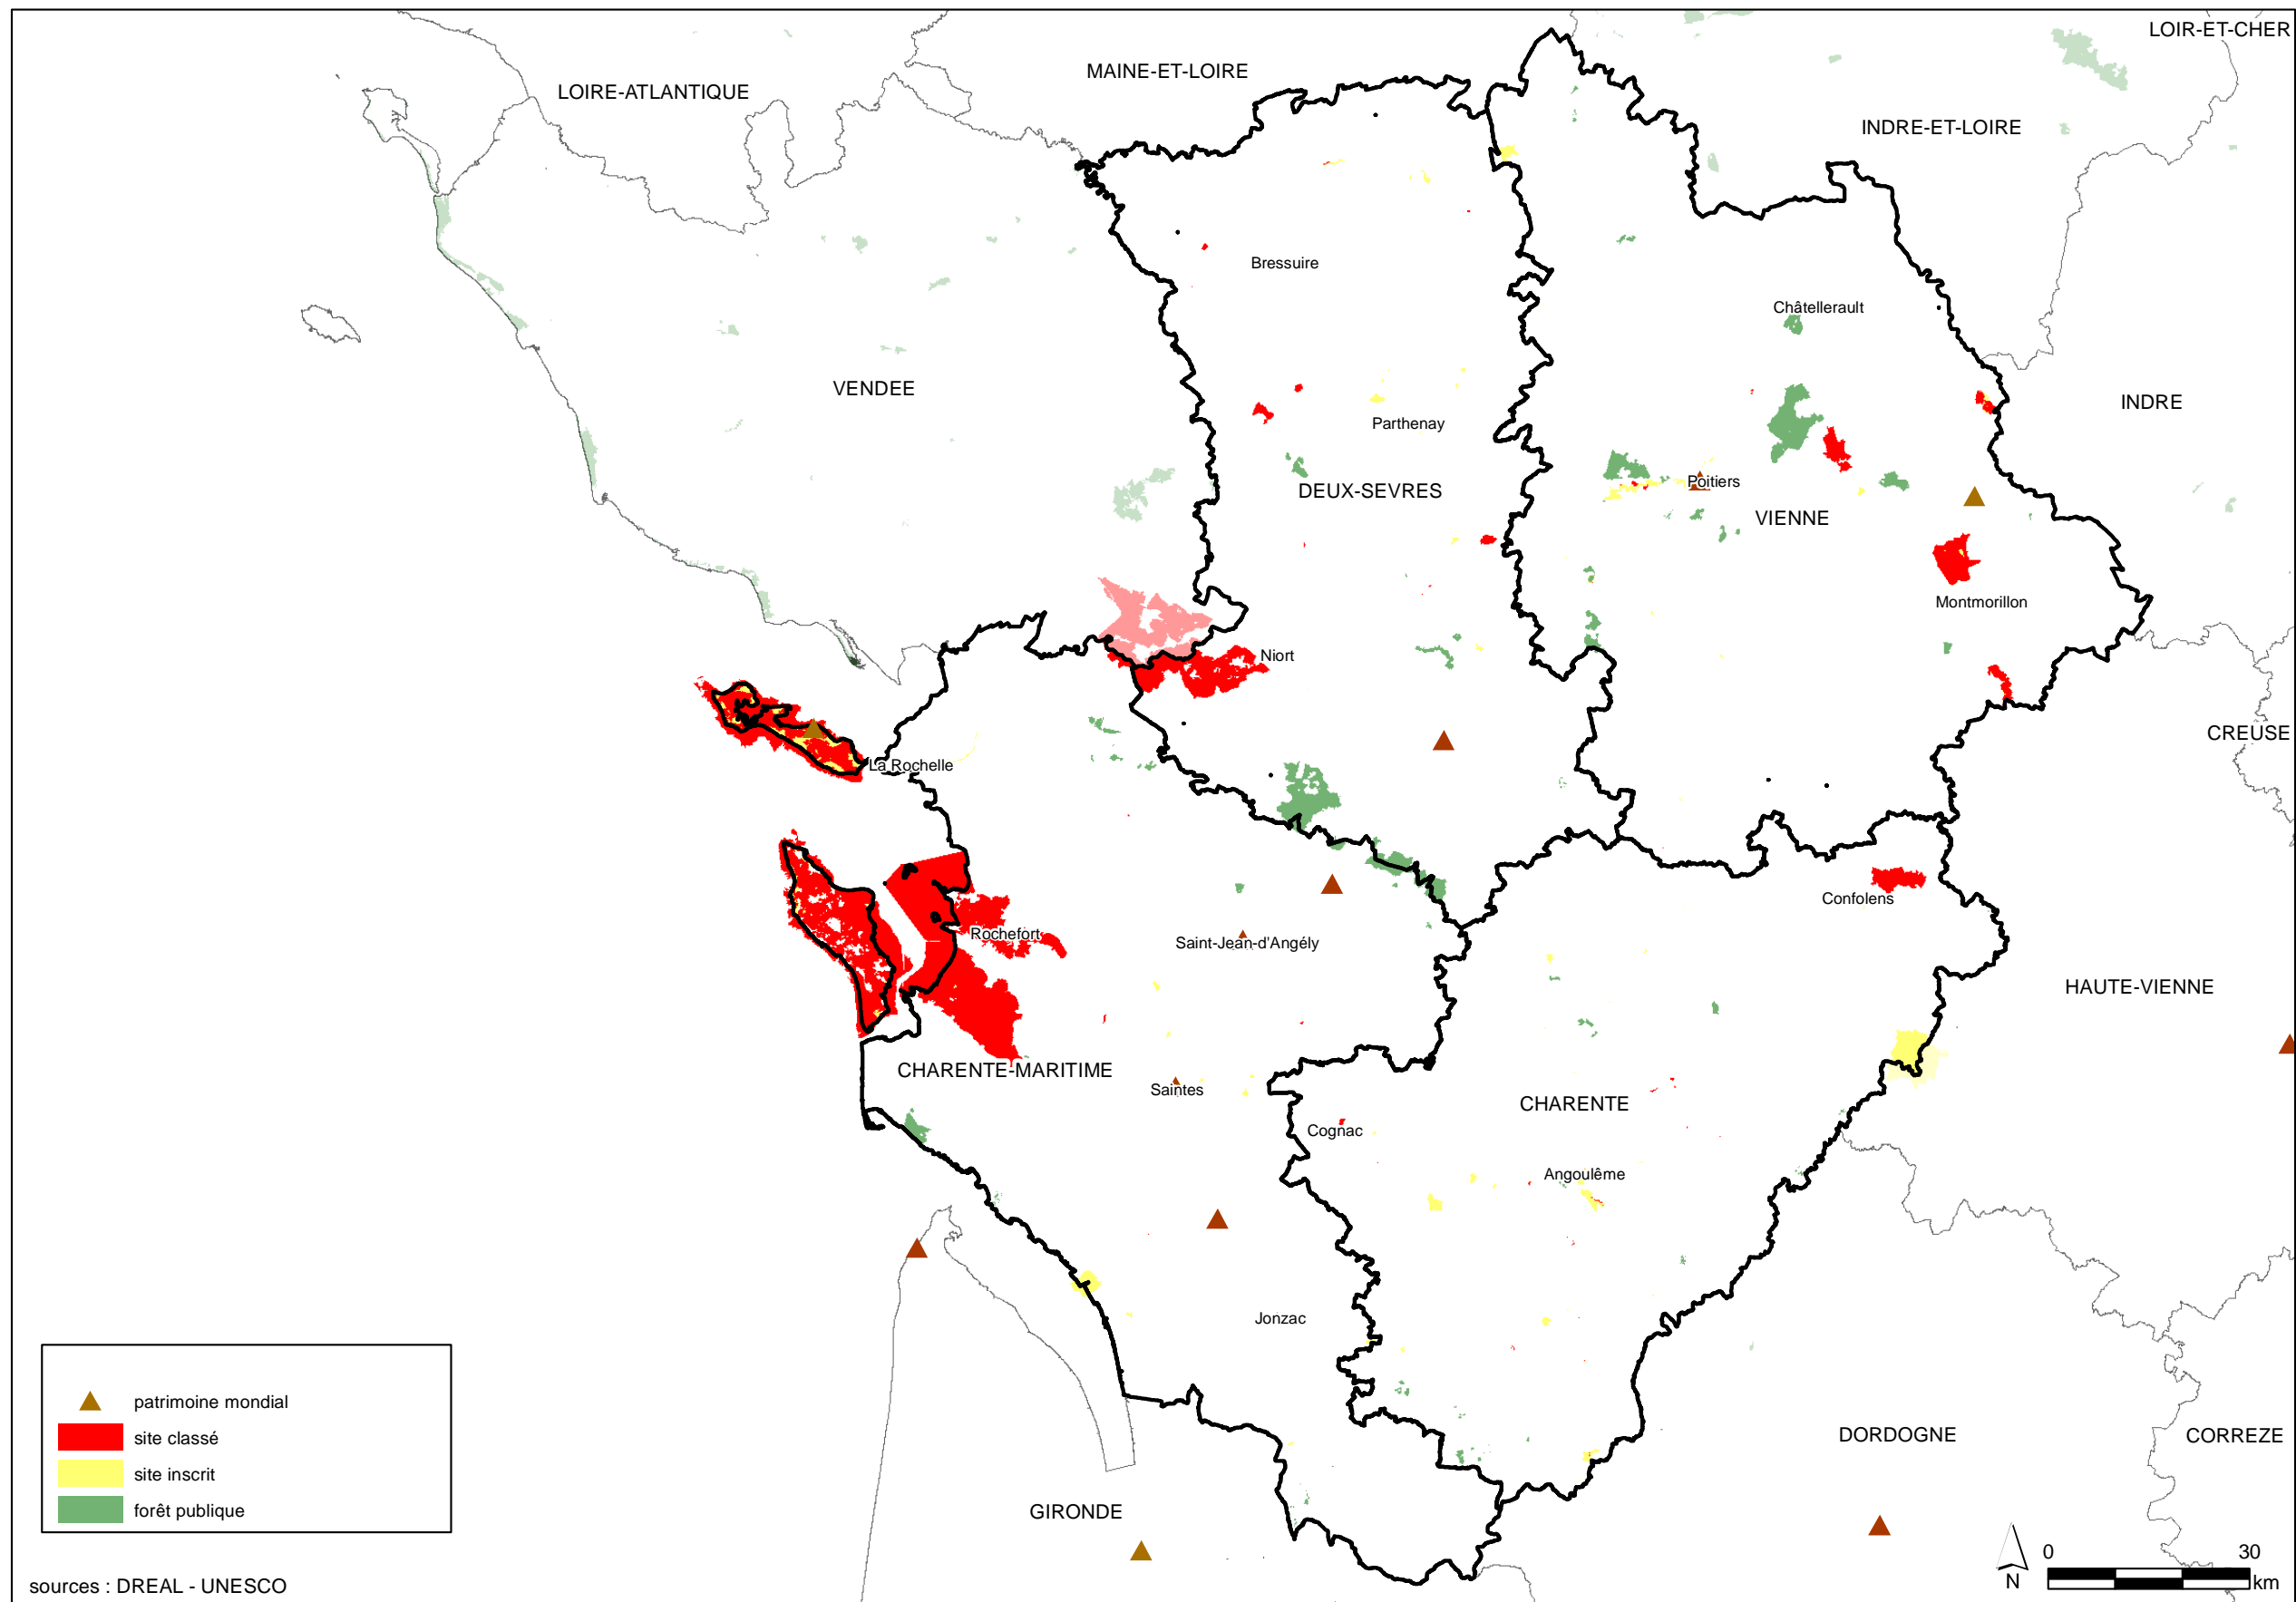 LOIR-ET-CHER
MAINE-ET-LOIRE
LOIRE-ATLANTIQUE
INDRE-ET-LOIRE
Bressuire
Châtellerault
VENDEE
INDRE
Parthenay
Poitiers
DEUX-SEVRES
VIENNE
Montmorillon
Niort
CREUSE
La Rochelle
Confolens
Rochefort
Saint-Jean-d'Angély
HAUTE-VIENNE
CHARENTE-MARITIME
Saintes
CHARENTE
Cognac
Angoulême
Jonzac
patrimoine mondial
site classé
site inscrit
forêt publique
DORDOGNE
CORREZE
GIRONDE
0 30
km
N
sources : DREAL - UNESCO